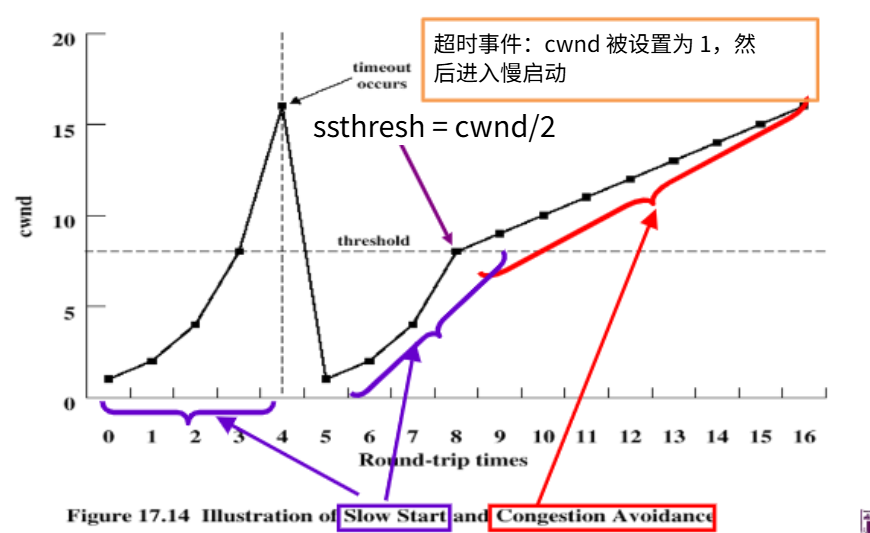 超时事件：cwnd 被设置为 1，然
后进入慢启动
timeout
occurs
ssthresh = cwnd/2
threshold
cwnd
20
15
10
5
0
0 1 2 3 4 5 6 7 8 9 10 11 12 13 14 15 16
Round-trip times
Figure 17.14 Illustration of Slow Start and Congestion Avoidance